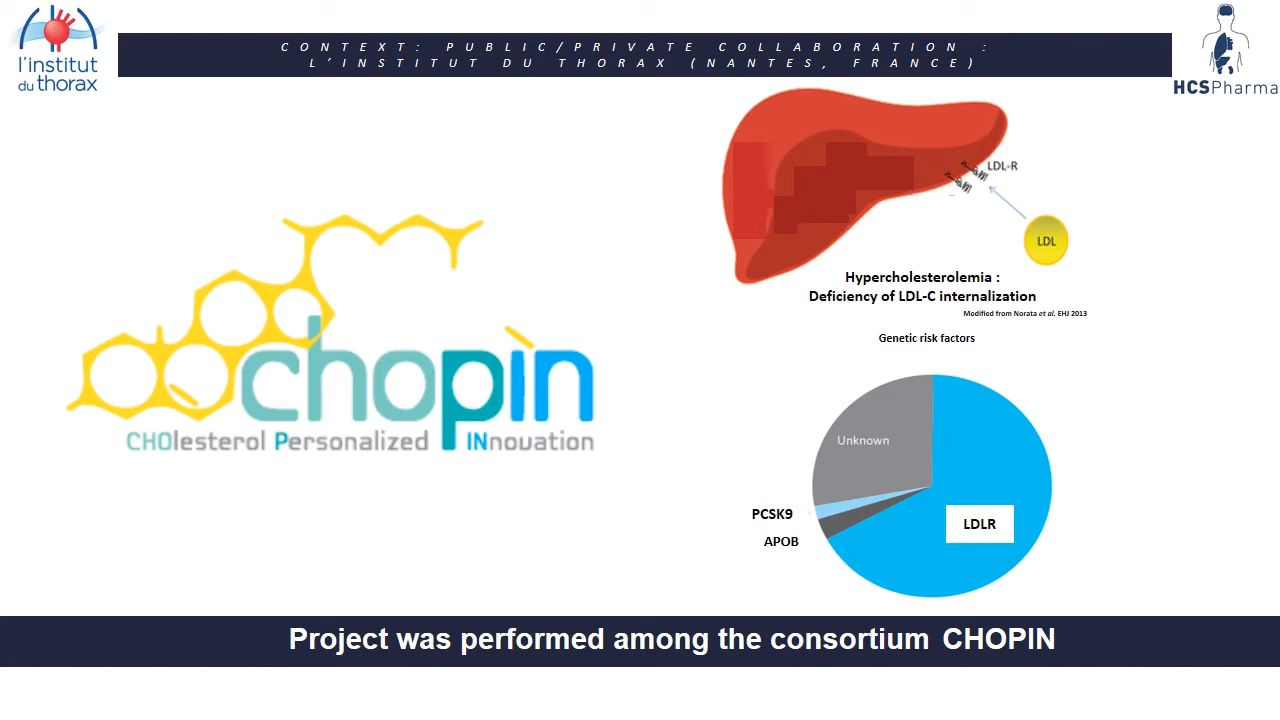 l'institut
du thorax
CONTEXT: PUBLIC/PRIVATE COLLABORATION :
L'INSTITUT DU THORAX (NANTES, FRANCE)
HCSPharma
LDL-R
LDL
Hypercholesterolemia :
Deficiency of LDL-C internalization
Modified from Norata et al. EHJ 2013
Genetic risk factors
chopin
CHOlesterol Personalized INnovation
Unknown
PCSK9
APOB
LDLR
Project was performed among the consortium CHOPIN